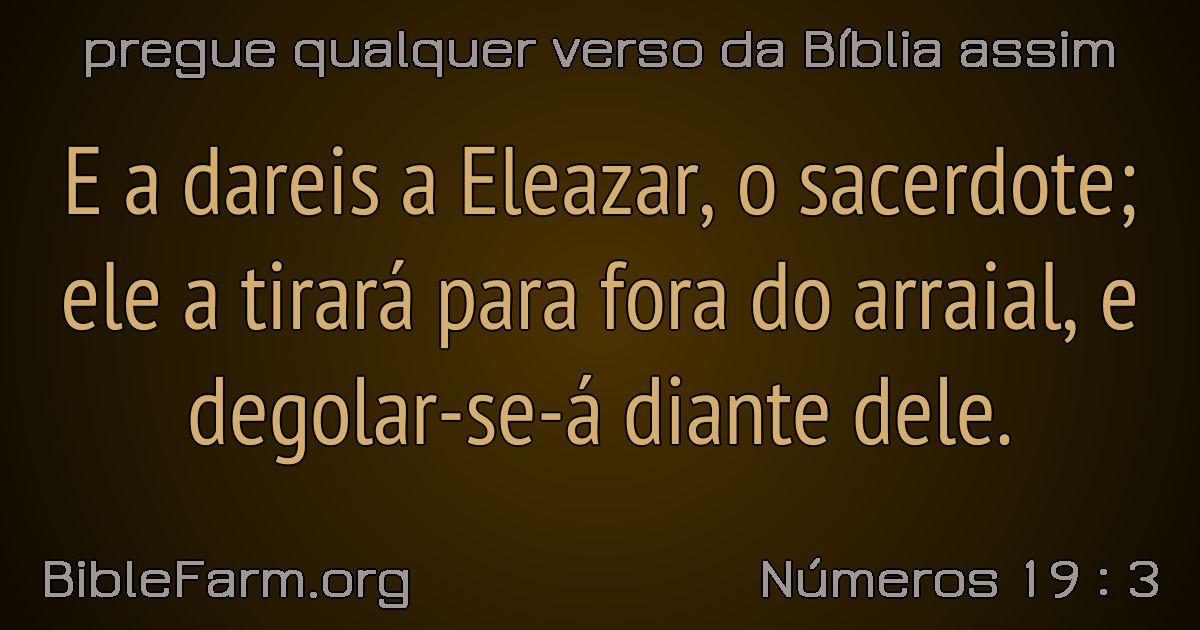 pregue qualquer verso da Bíblia assim
E a dareis a Eleazar, o sacerdote;
ele a tirará para fora do arraial, e
degolar-se-á diante dele.
BibleFarm.org
Números 19 : 3